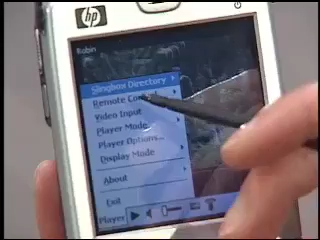 hp
Robin
Slingbox Directory
Remote Control
Video Input
Player Mode
Player Options...
Display Mode
About
Exit
Player